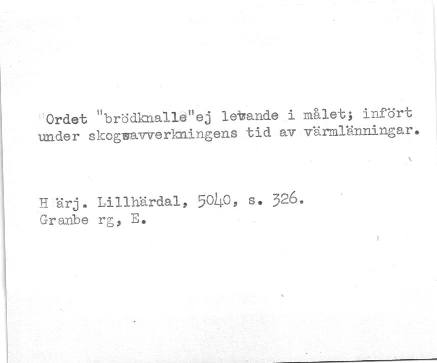 Ordet "brödknalle"ej levande i målet; infört
under skogsavverkningens tid av värmlänningar.
H ärj. Lillhärdal, 5040, s. 326.
Granbe rg, E.